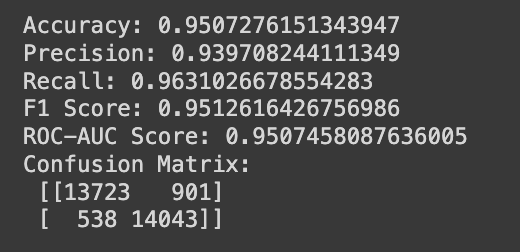 Accuracy: 0.9507276151343947
Precision: 0.939708244111349
Recall: 0.9631026678554283
F1 Score: 0.9512616426756986
ROC-AUC Score: 0.9507458087636005
Confusion Matrix:
[[13723   901]
[  538 14043]]